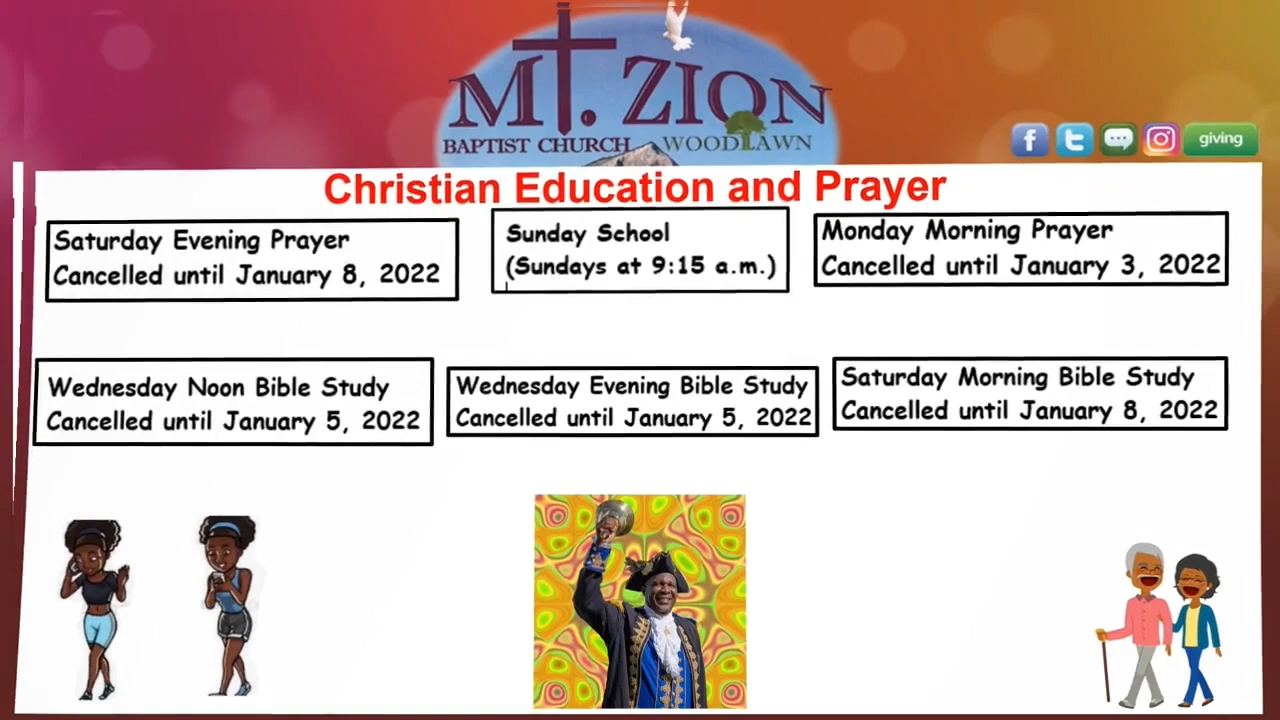 MT. ZION
BAPTIST CHURCH WOODLAWN
giving
Christian Education and Prayer
Saturday Evening Prayer
Cancelled until January 8, 2022
Sunday School
(Sundays at 9:15 a.m.)
Monday Morning Prayer
Cancelled until January 3, 2022
Wednesday Noon Bible Study
Cancelled until January 5, 2022
Wednesday Evening Bible Study
Cancelled until January 5, 2022
Saturday Morning Bible Study
Cancelled until January 8, 2022